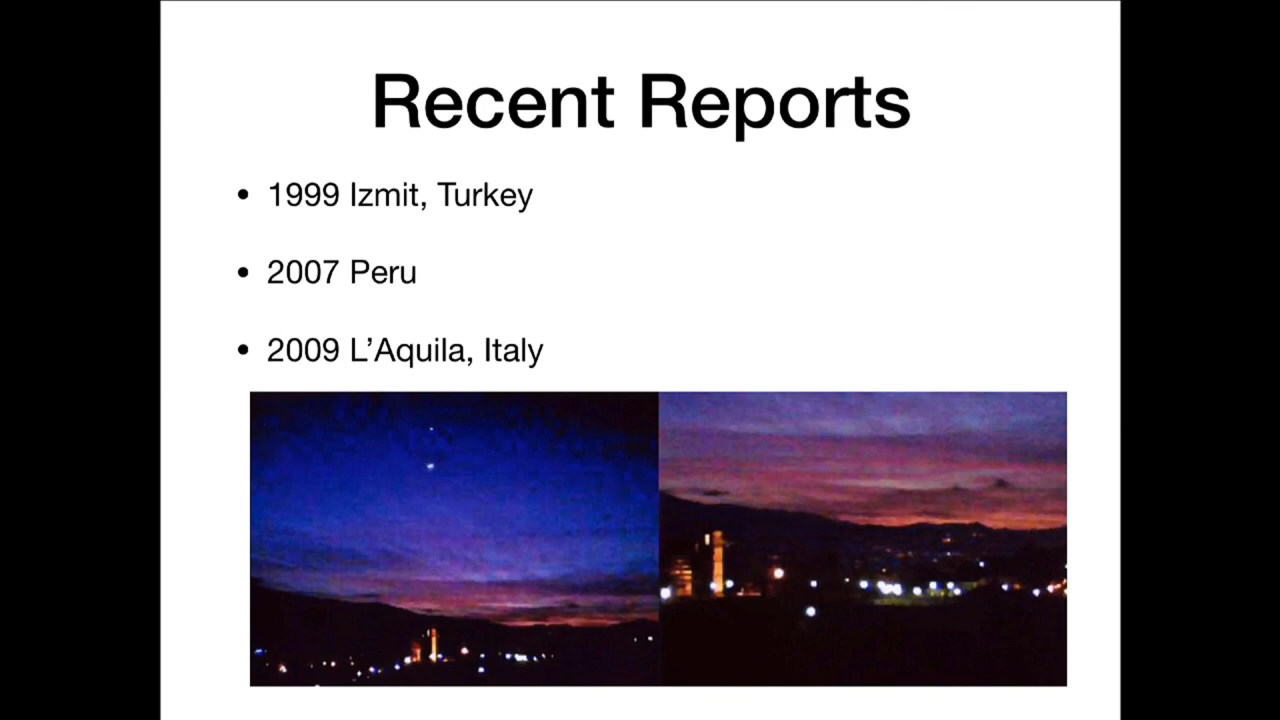 Recent Reports
• 1999 Izmit, Turkey
• 2007 Peru
• 2009 L’Aquila, Italy